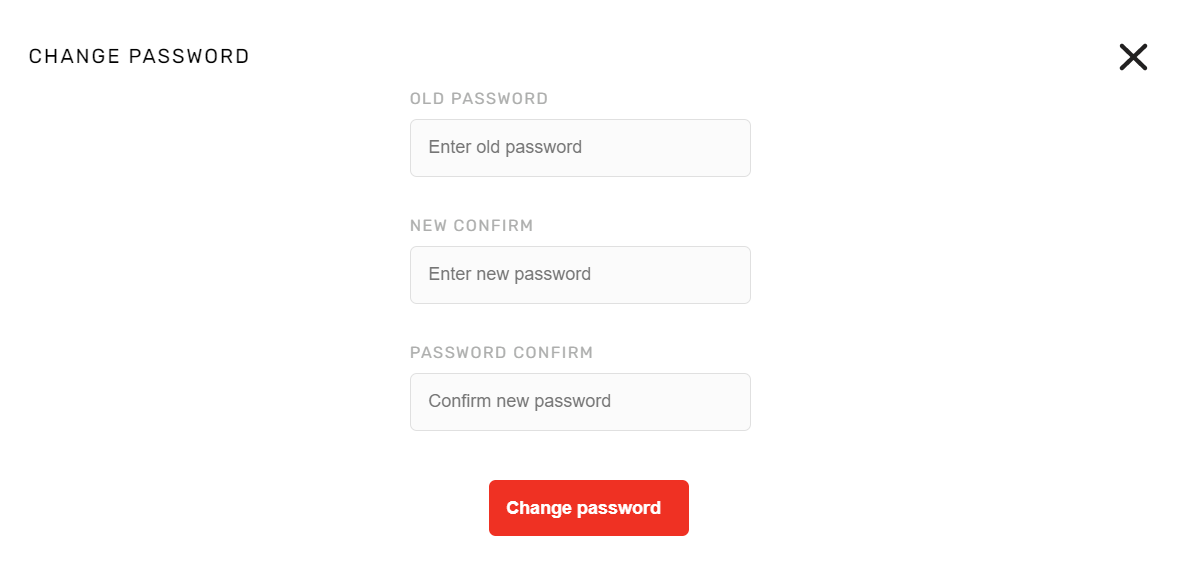 CHANGE PASSWORD
OLD PASSWORD
Enter old password
NEW CONFIRM
Enter new password
PASSWORD CONFIRM
Confirm new password
Change password